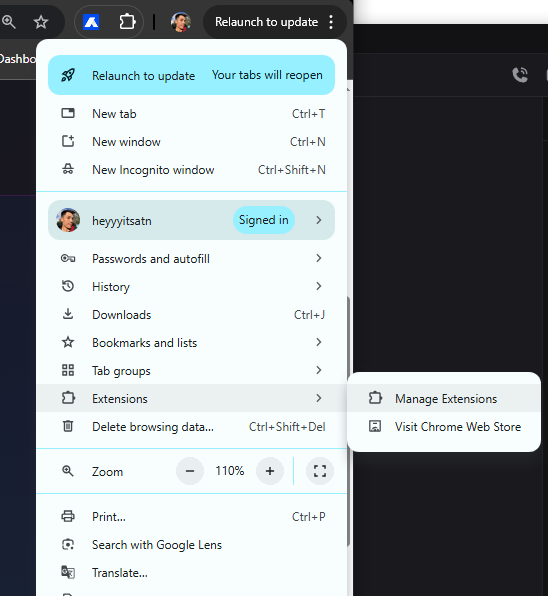 Relaunch to update
Dashbo
Relaunch to update Your tabs will reopen
New tab Ctrl+T
New window Ctrl+N
New Incognito window Ctrl+Shift+N
heyyyitsatn Signed in
Passwords and autofill
History
Downloads Ctrl+J
Bookmarks and lists
Tab groups
Extensions
Manage Extensions
Delete browsing data... Ctrl+Shift+Del
Visit Chrome Web Store
Zoom − 110% +
Print... Ctrl+P
Search with Google Lens
Translate...